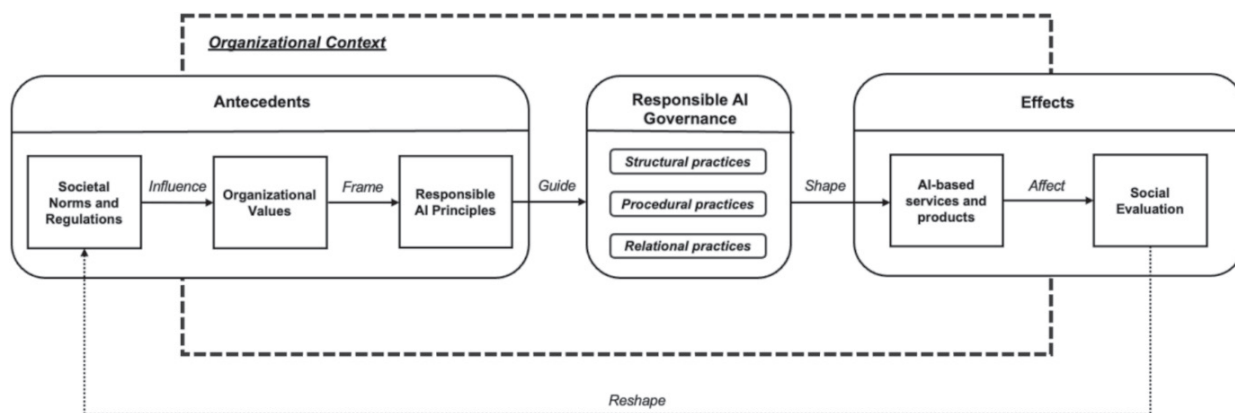 Organizational Context
Antecedents
Societal
Norms and
Regulations
Influence
Organizational
Values
Frame
Responsible
AI Principles
Guide
Responsible AI
Governance
Structural practices
Procedural practices
Relational practices
Shape
Effects
AI-based
services and
products
Affect
Social
Evaluation
Reshape